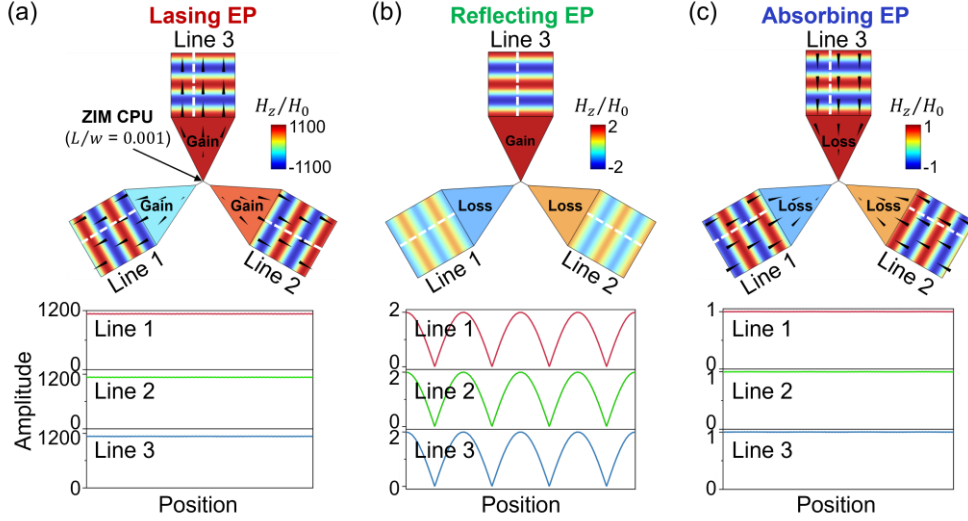 (a)
Lasing EP
Line 3
ZIM CPU
(L/w = 0.001)
H_z/H_0
1100
-1100
Gain
Gain
Gain
Line 1
Line 2
1200
Line 1
0
1200
Line 2
0
1200
Line 3
0
Amplitude
Position
(b)
Reflecting EP
Line 3
H_z/H_0
2
-2
Gain
Loss
Loss
Line 1
Line 2
2
Line 1
0
2
Line 2
0
2
Line 3
0
Position
(c)
Absorbing EP
Line 3
H_z/H_0
1
-1
Loss
Loss
Loss
Line 1
Line 2
1
Line 1
0
1
Line 2
0
1
Line 3
0
Position